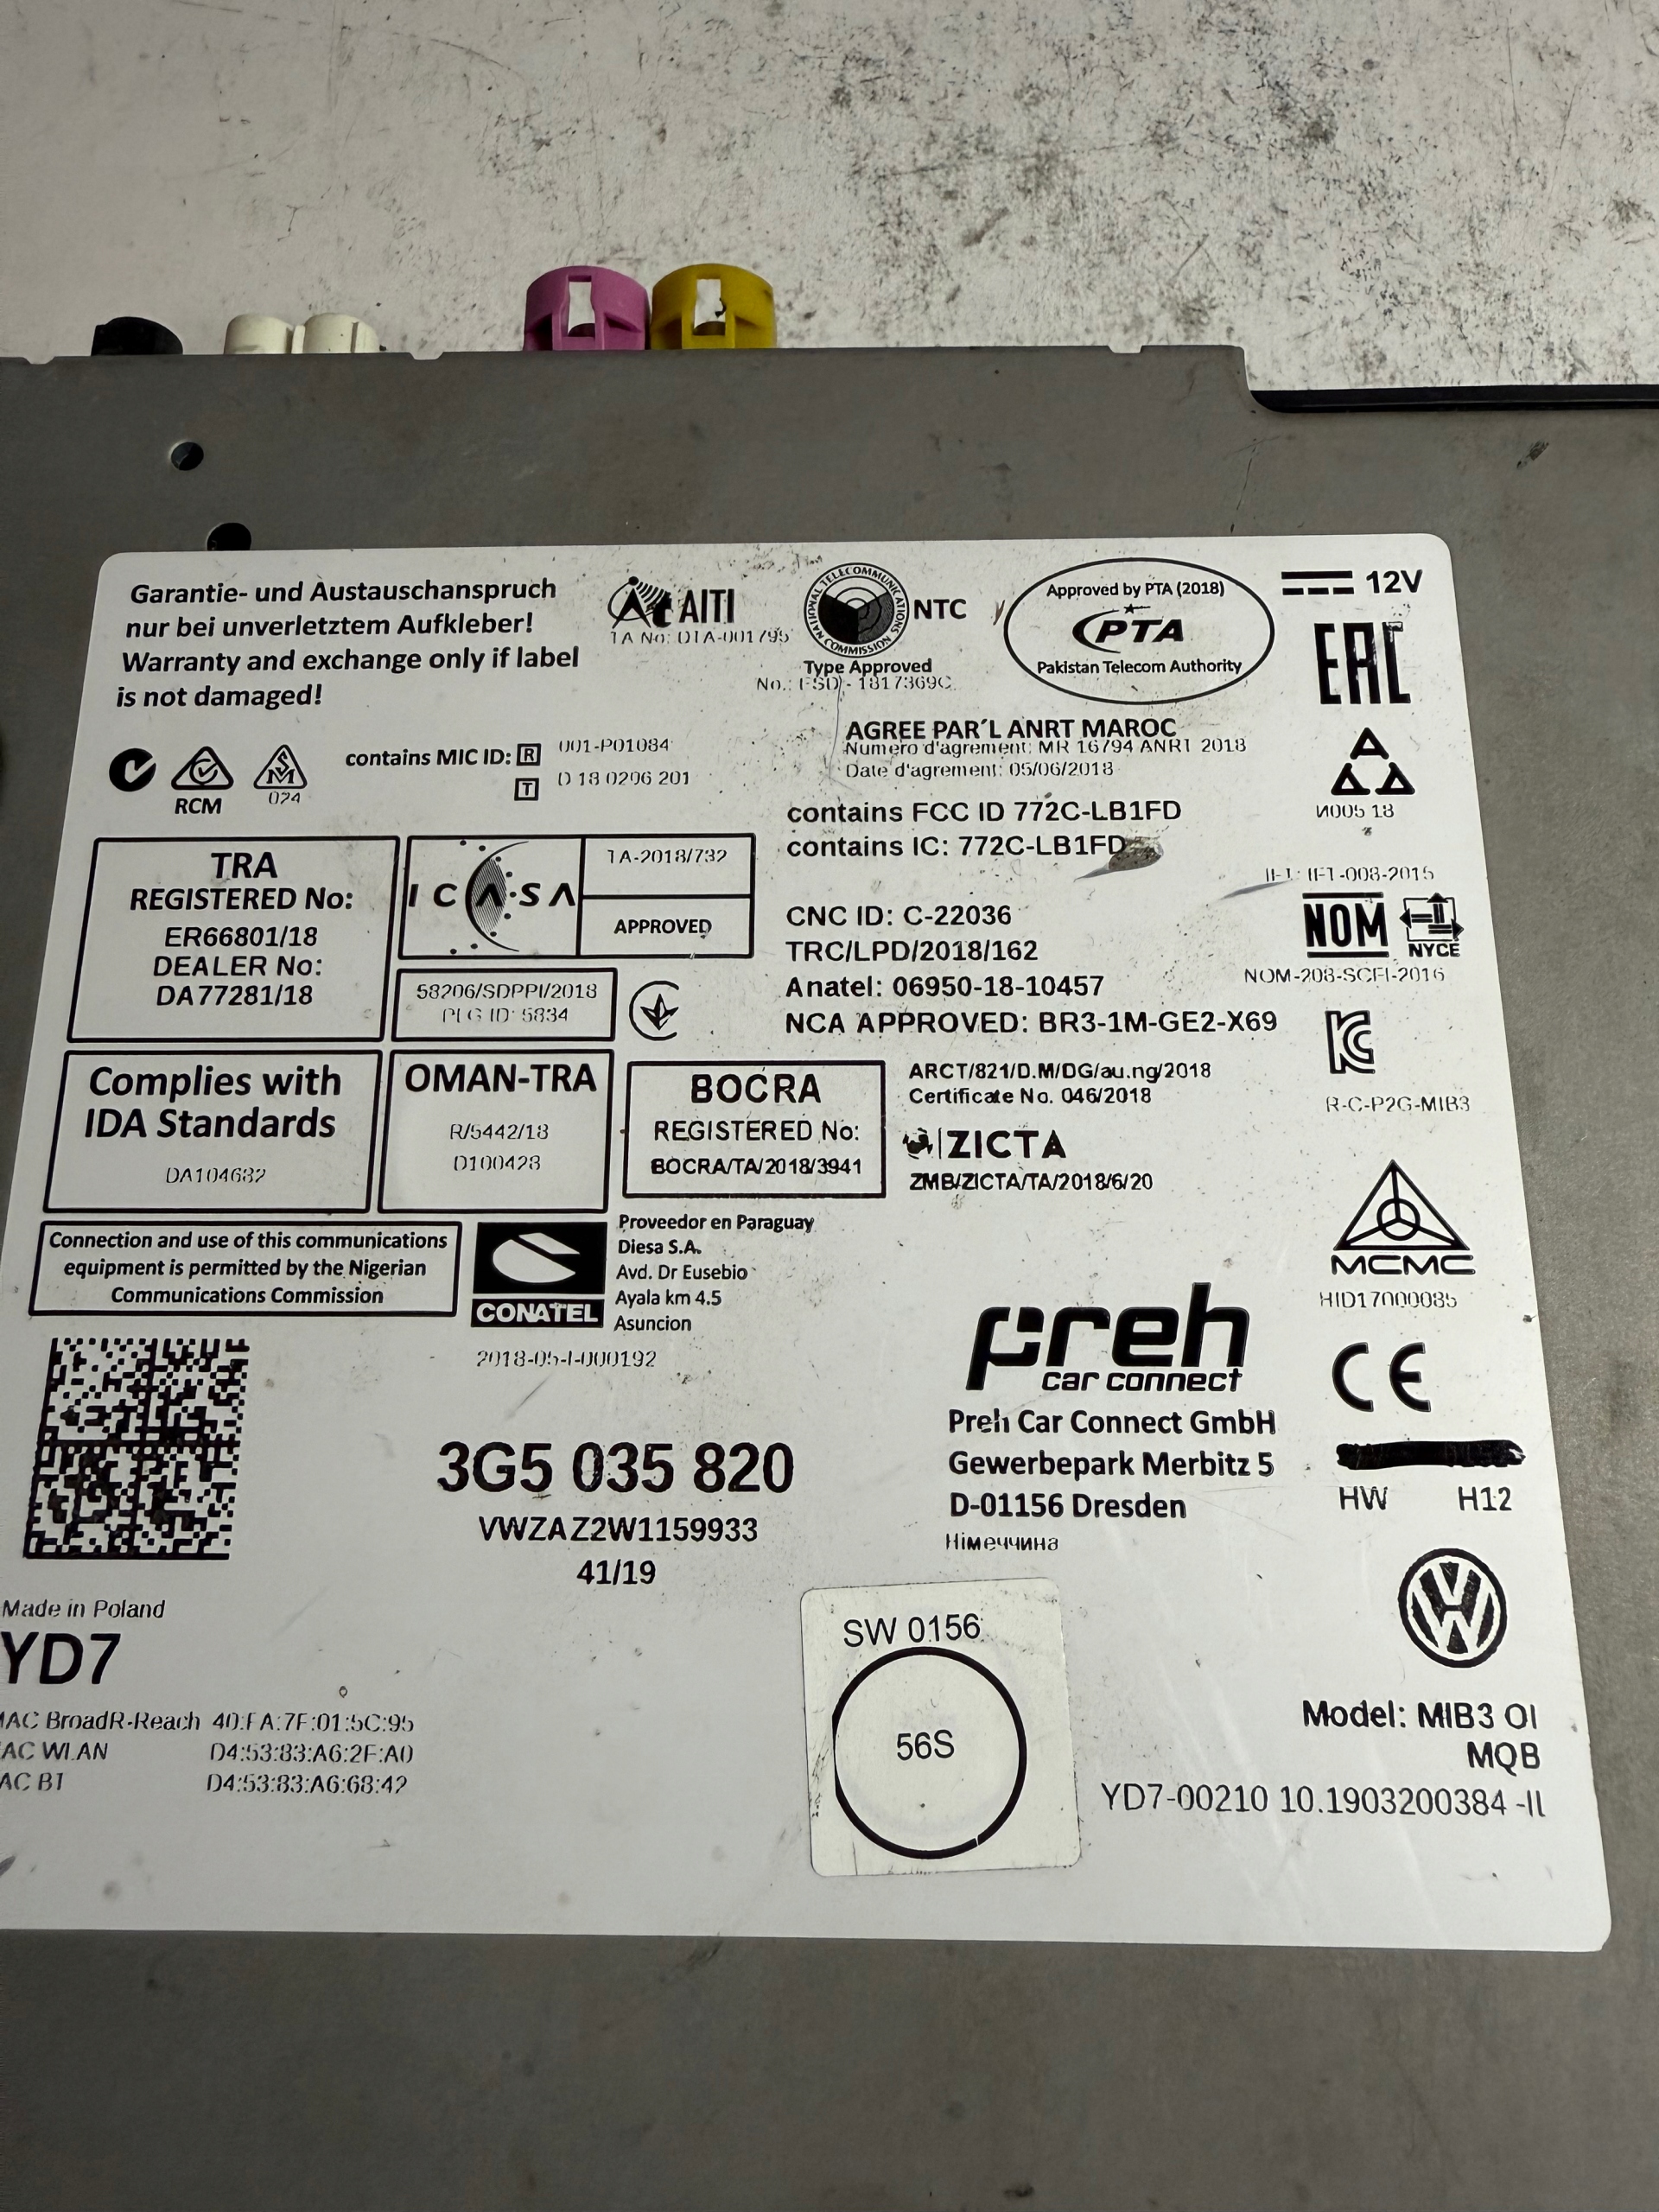 Garantie- und Austauschanspruch
nur bei unverletztem Aufkleber!
Warranty and exchange only if label
is not damaged!
AITI
TA No: DTA-001795
NATIONAL TELECOMMUNICATIONS COMMISSION
NTC
Type Approved
No.: ESD - 1817369C
Approved by PTA (2018)
PTA
Pakistan Telecom Authority
12V
EAC
RCM
024
contains MIC ID: R 001-P01084
T D 18 0206 201
AGREE PAR´L ANRT MAROC
Numero d'agrement: MR 16794 ANRT 2018
Date d'agrement: 05/06/2018
И005 18
contains FCC ID 772C-LB1FD
contains IC: 772C-LB1FD
TRA
REGISTERED No:
ER66801/18
DEALER No:
DA77281/18
ICASA
TA-2018/732
APPROVED
58206/SDPPI/2018
PLG ID: 5834
CNC ID: C-22036
TRC/LPD/2018/162
Anatel: 06950-18-10457
NCA APPROVED: BR3-1M-GE2-X69
IFT: IFT-008-2015
NOM
NYCE
NOM-208-SCFI-2016
R-C-P2G-MIB3
Complies with
IDA Standards
DA104682
OMAN-TRA
R/5442/18
D100428
BOCRA
REGISTERED No:
BOCRA/TA/2018/3941
ARCT/821/D.M/DG/au.ng/2018
Certificate No. 046/2018
ZICTA
ZMB/ZICTA/TA/2018/6/20
MCMC
HID17000085
Connection and use of this communications
equipment is permitted by the Nigerian
Communications Commission
CONATEL
Proveedor en Paraguay
Diesa S.A.
Avd. Dr Eusebio
Ayala km 4.5
Asuncion
2018-05-I-000192
preh
car connect
Preh Car Connect GmbH
Gewerbepark Merbitz 5
D-01156 Dresden
Німеччина
CE
HW H12
3G5 035 820
VWZAZ2W1159933
41/19
Made in Poland
YD7
MAC BroadR-Reach 40:FA:7F:01:5C:95
MAC WLAN D4:53:83:A6:2F:A0
MAC BT D4:53:83:A6:68:42
SW 0156
56S
VW
Model: MIB3 OI
MQB
YD7-00210 10.1903200384 -II